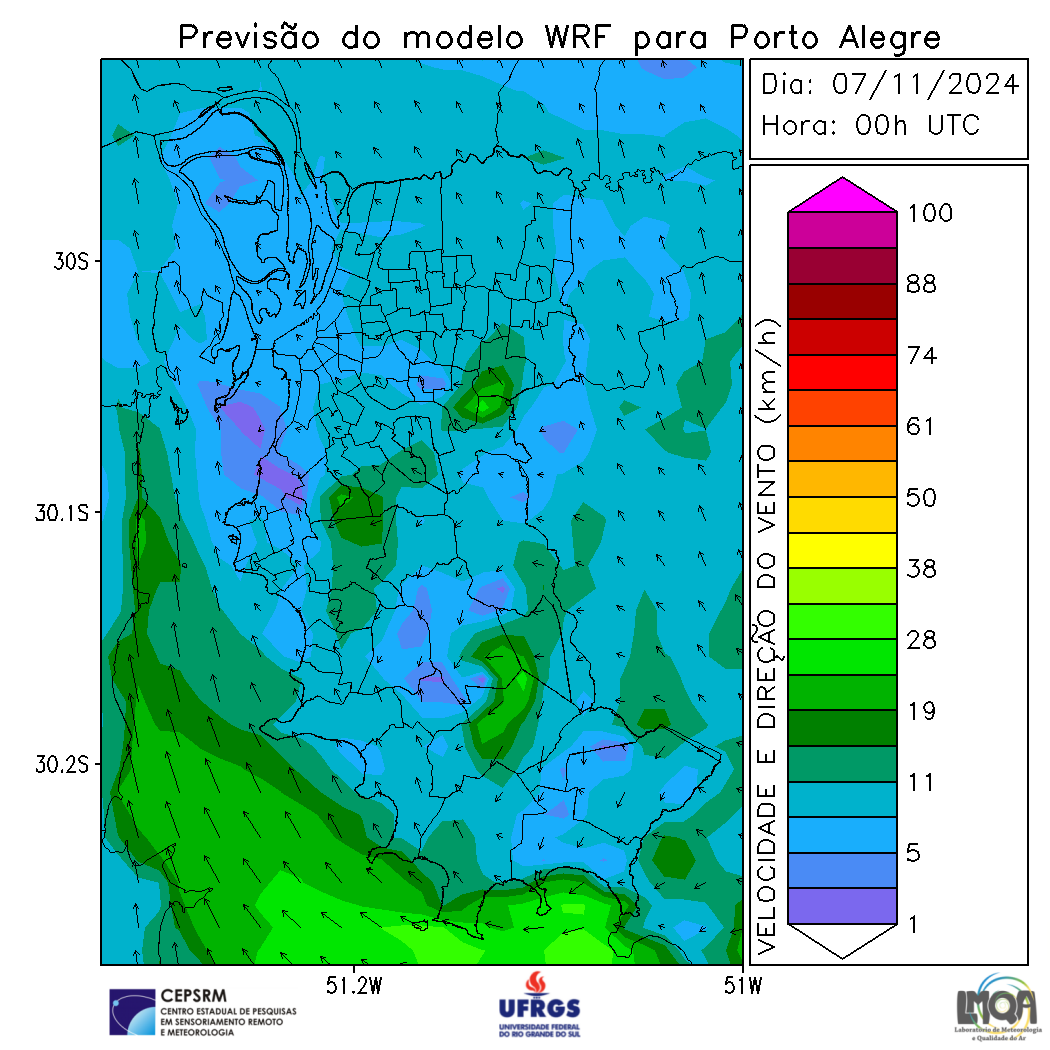 Previsão do modelo WRF para Porto Alegre
Dia: 07/11/2024
Hora: 00h UTC
30S
30.1S
30.2S
51.2W
51W
VELOCIDADE E DIREÇÃO DO VENTO (km/h)
100
88
74
61
50
38
28
19
11
5
1
CEPSRM
CENTRO ESTADUAL DE PESQUISAS
EM SENSORIAMENTO REMOTO
E METEOROLOGIA
UFRGS
UNIVERSIDADE FEDERAL
DO RIO GRANDE DO SUL
LMQA
Laboratório de Meteorologia
e Qualidade do Ar